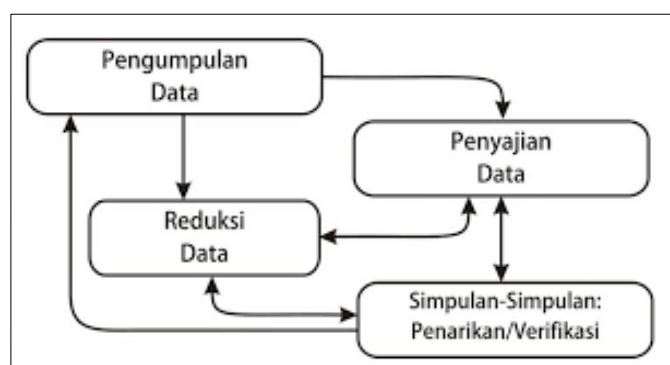 Pengumpulan
Data
Penyajian
Data
Reduksi
Data
Simpulan-Simpulan:
Penarikan/Verifikasi